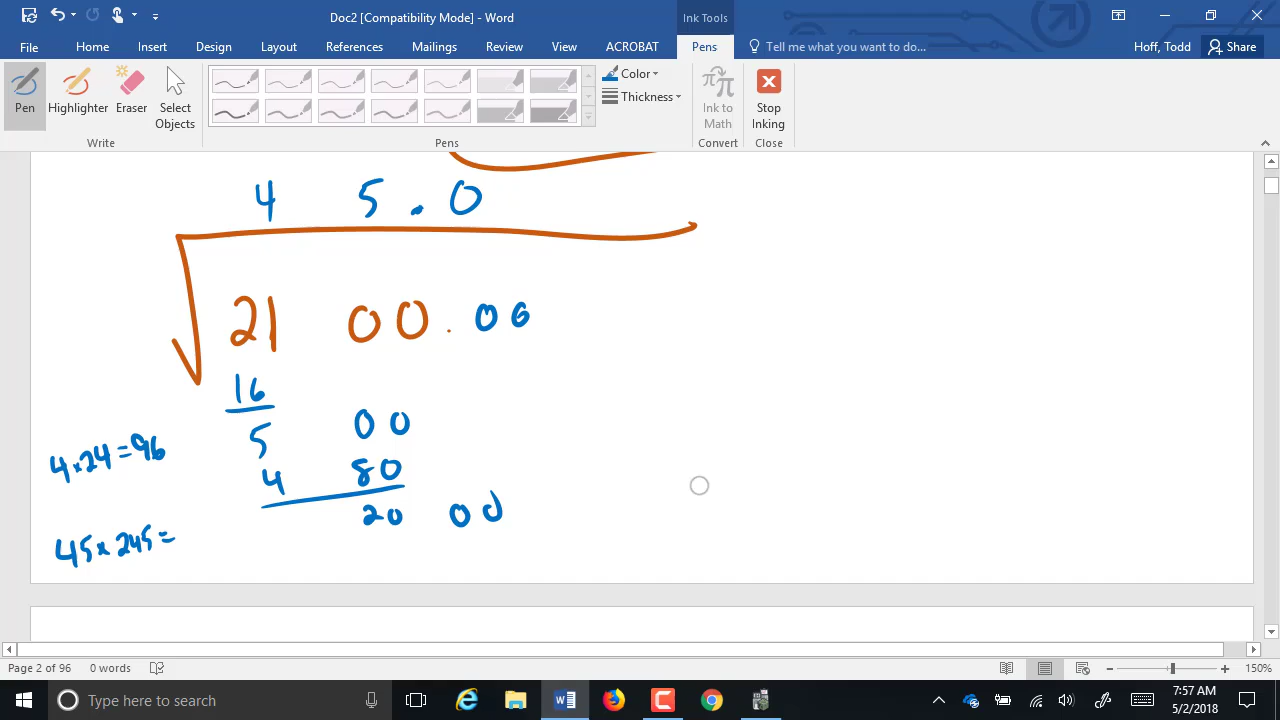 Doc2 [Compatibility Mode] - Word
Ink Tools
File Home Insert Design Layout References Mailings Review View ACROBAT Pens Tell me what you want to do... Hoff, Todd Share
Pen Highlighter Eraser Select Objects
Color
Thickness
Ink to Math
Stop Inking
Write Pens Convert Close
4 5.0
21 00.00
16
5 00
4×24=96
4 80
20 00
45×245=
Page 2 of 96 0 words 150%
Type here to search
7:57 AM
5/2/2018